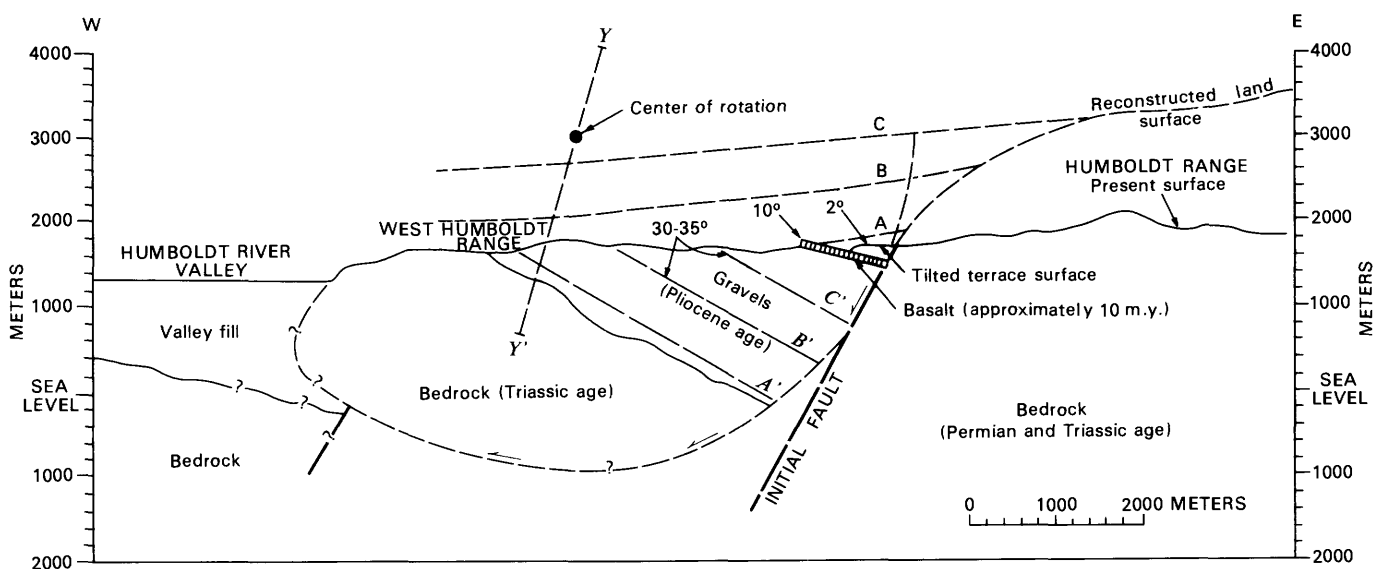 W
E
4000
3000
2000
1000
SEA
LEVEL
1000
2000
METERS
4000
3000
2000
1000
SEA
LEVEL
1000
2000
METERS
Y
Center of rotation
Y'
C
B
A
Reconstructed land
surface
HUMBOLDT RANGE
Present surface
10°
2°
WEST HUMBOLDT
RANGE
30-35°
HUMBOLDT RIVER
VALLEY
Tilted terrace surface
Basalt (approximately 10 m.y.)
Gravels
(Pliocene age)
C'
B'
A'
Valley fill
?
?
?
?
?
?
?
Bedrock (Triassic age)
Bedrock
INITIAL FAULT
Bedrock
(Permian and Triassic age)
0 1000 2000 METERS